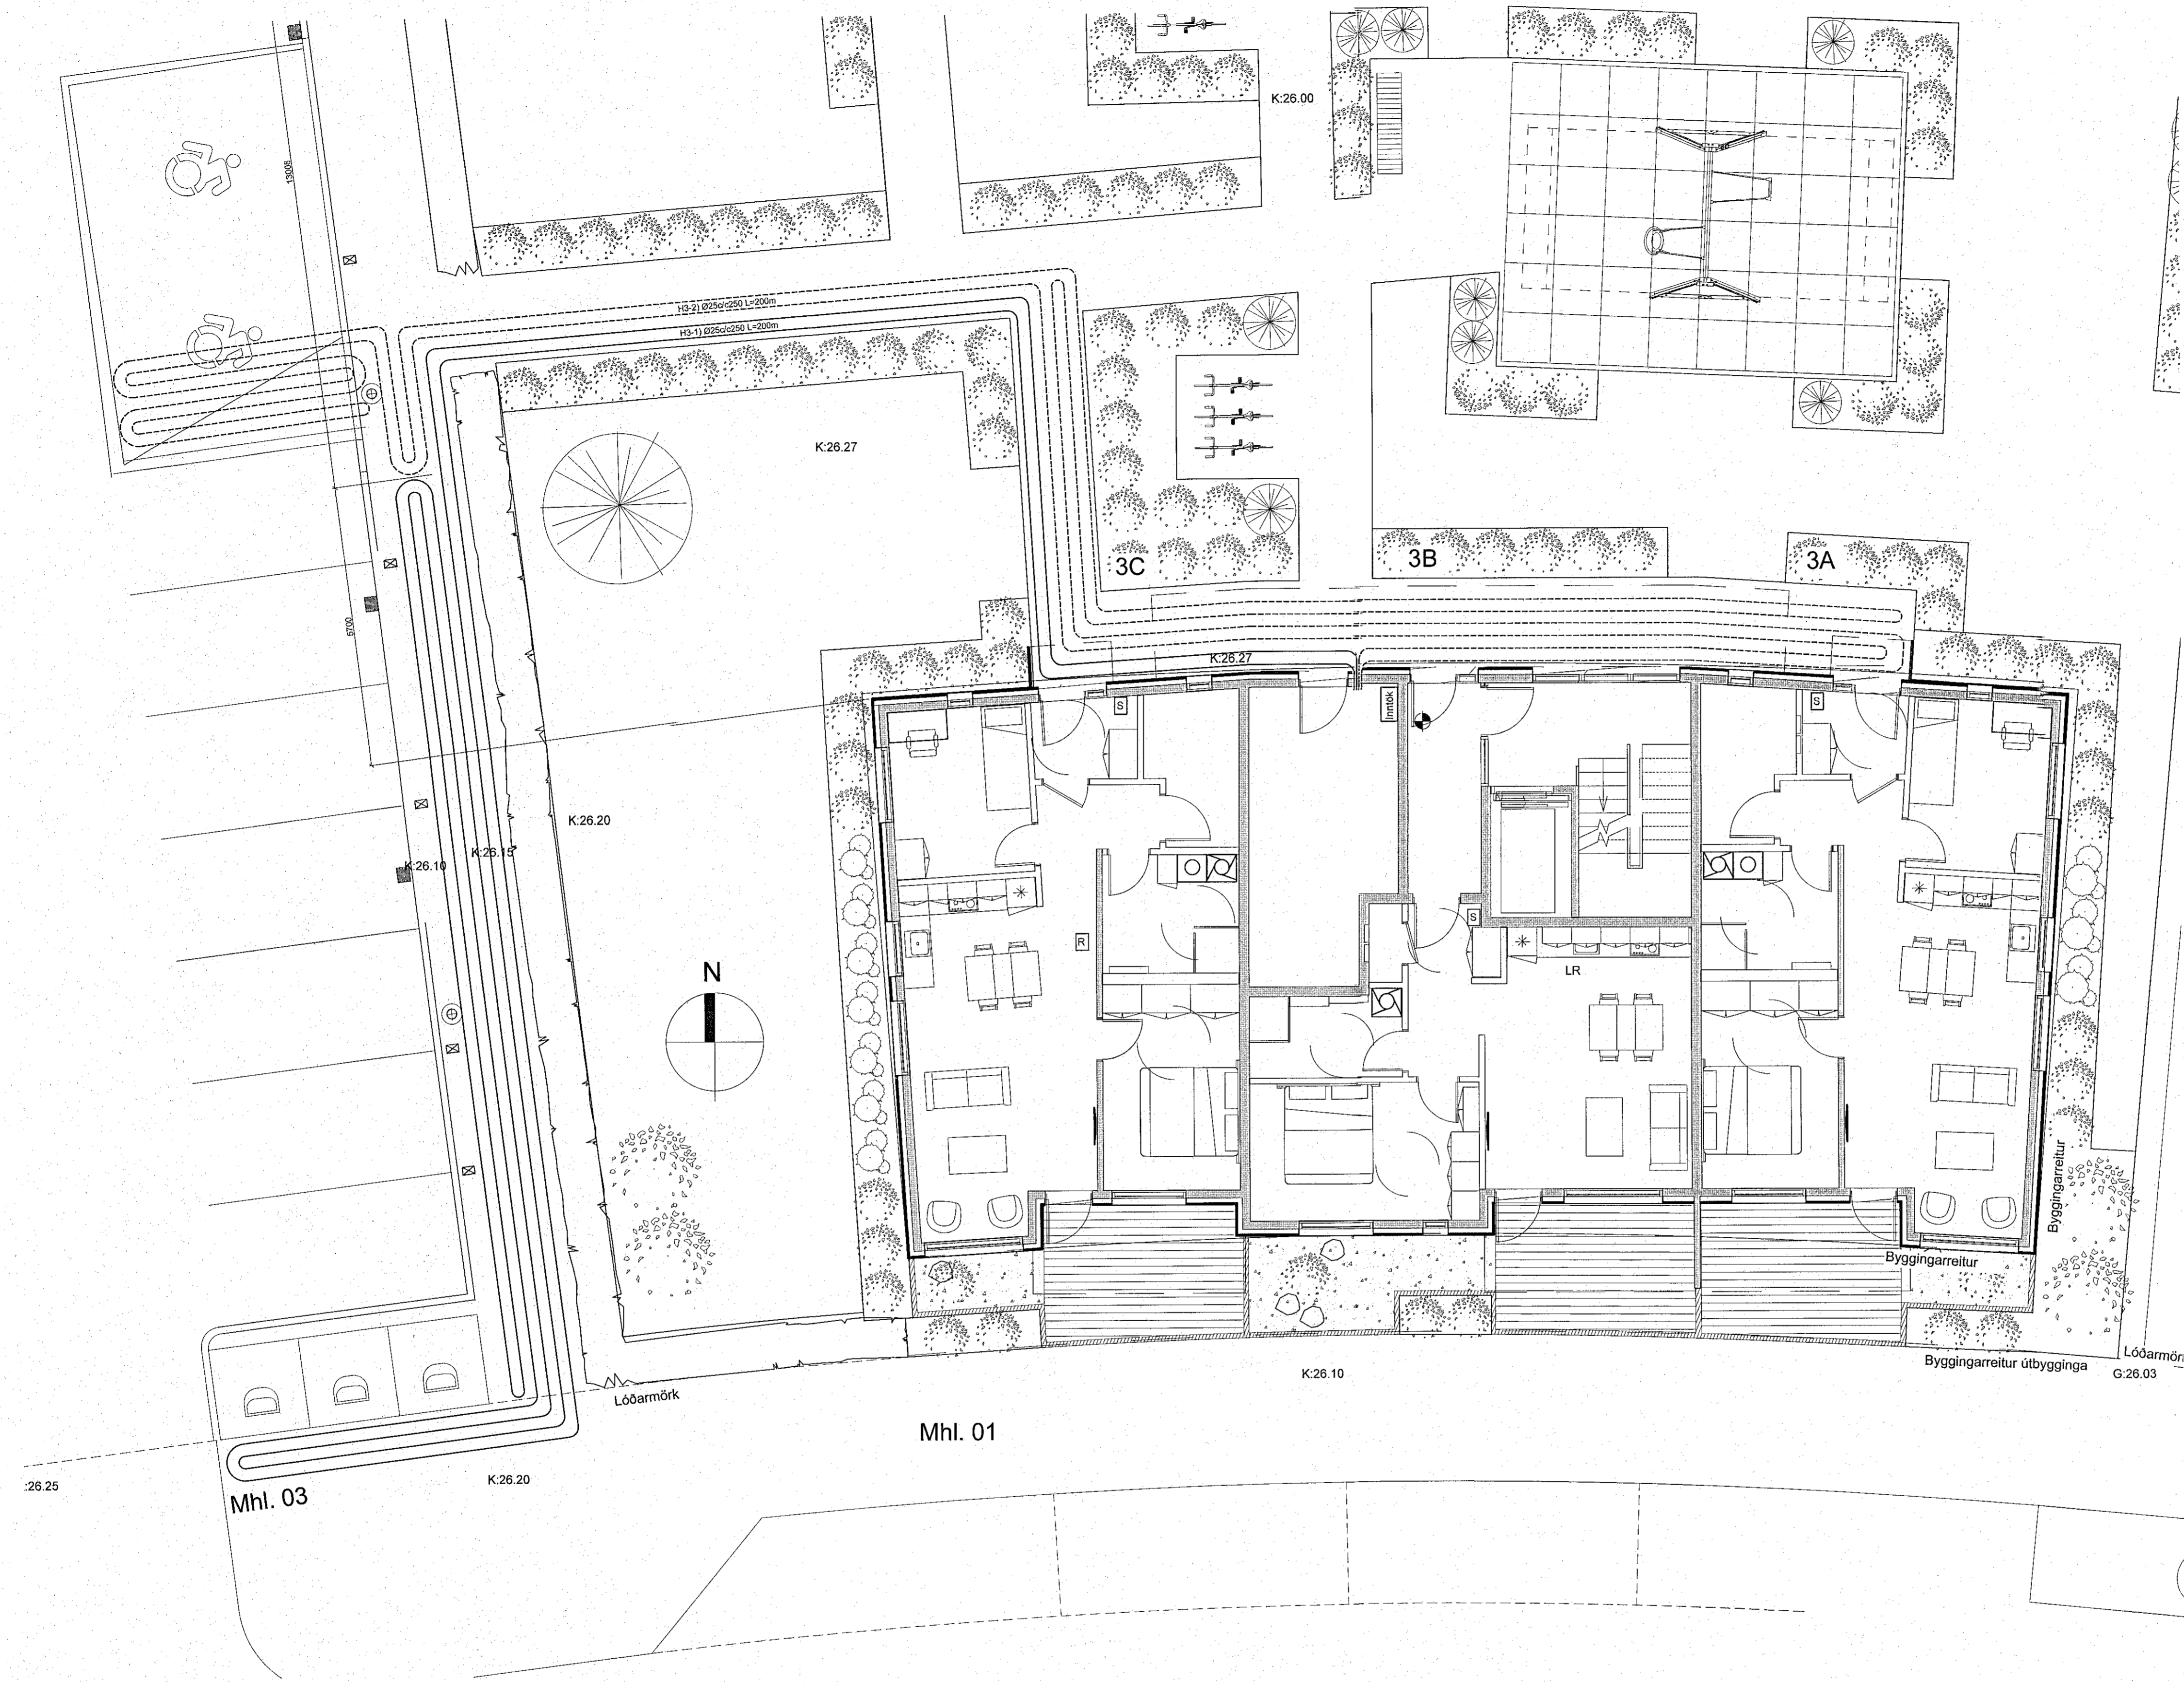 K:26.00
13008
H3-2) Ø25c/c250 L=200m
H3-1) Ø25c/c250 L=200m
K:26.27
3C
3B
3A
5700
K:26.27
S
Inntök
S
K:26.20
K:26.15
K:26.10
S
R
LR
N
Byggingarreitur
Byggingarreitur
Byggingarreitur útbygginga
Lóðarmörk
G:26.03
K:26.10
Lóðarmörk
Mhl. 01
K:26.20
:26.25
Mhl. 03